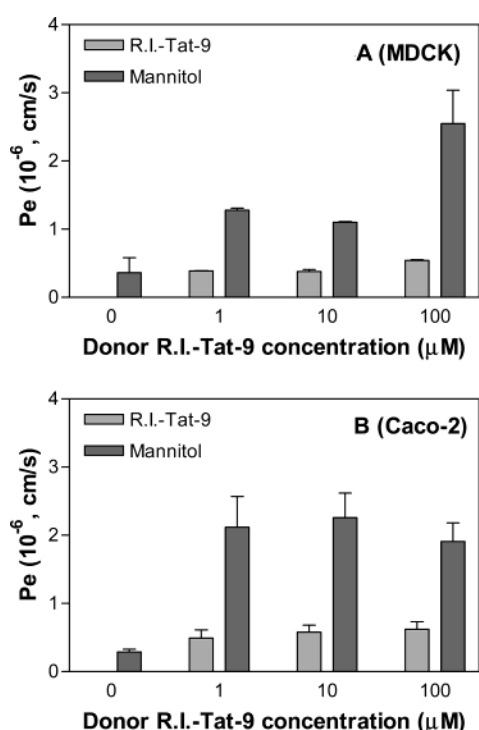 4
R.I.-Tat-9
A (MDCK)
Mannitol
3
2
1
0
Pe (10⁻⁶, cm/s)
0 1 10 100
Donor R.I.-Tat-9 concentration (μM)
4
R.I.-Tat-9
B (Caco-2)
Mannitol
3
2
1
0
Pe (10⁻⁶, cm/s)
0 1 10 100
Donor R.I.-Tat-9 concentration (μM)